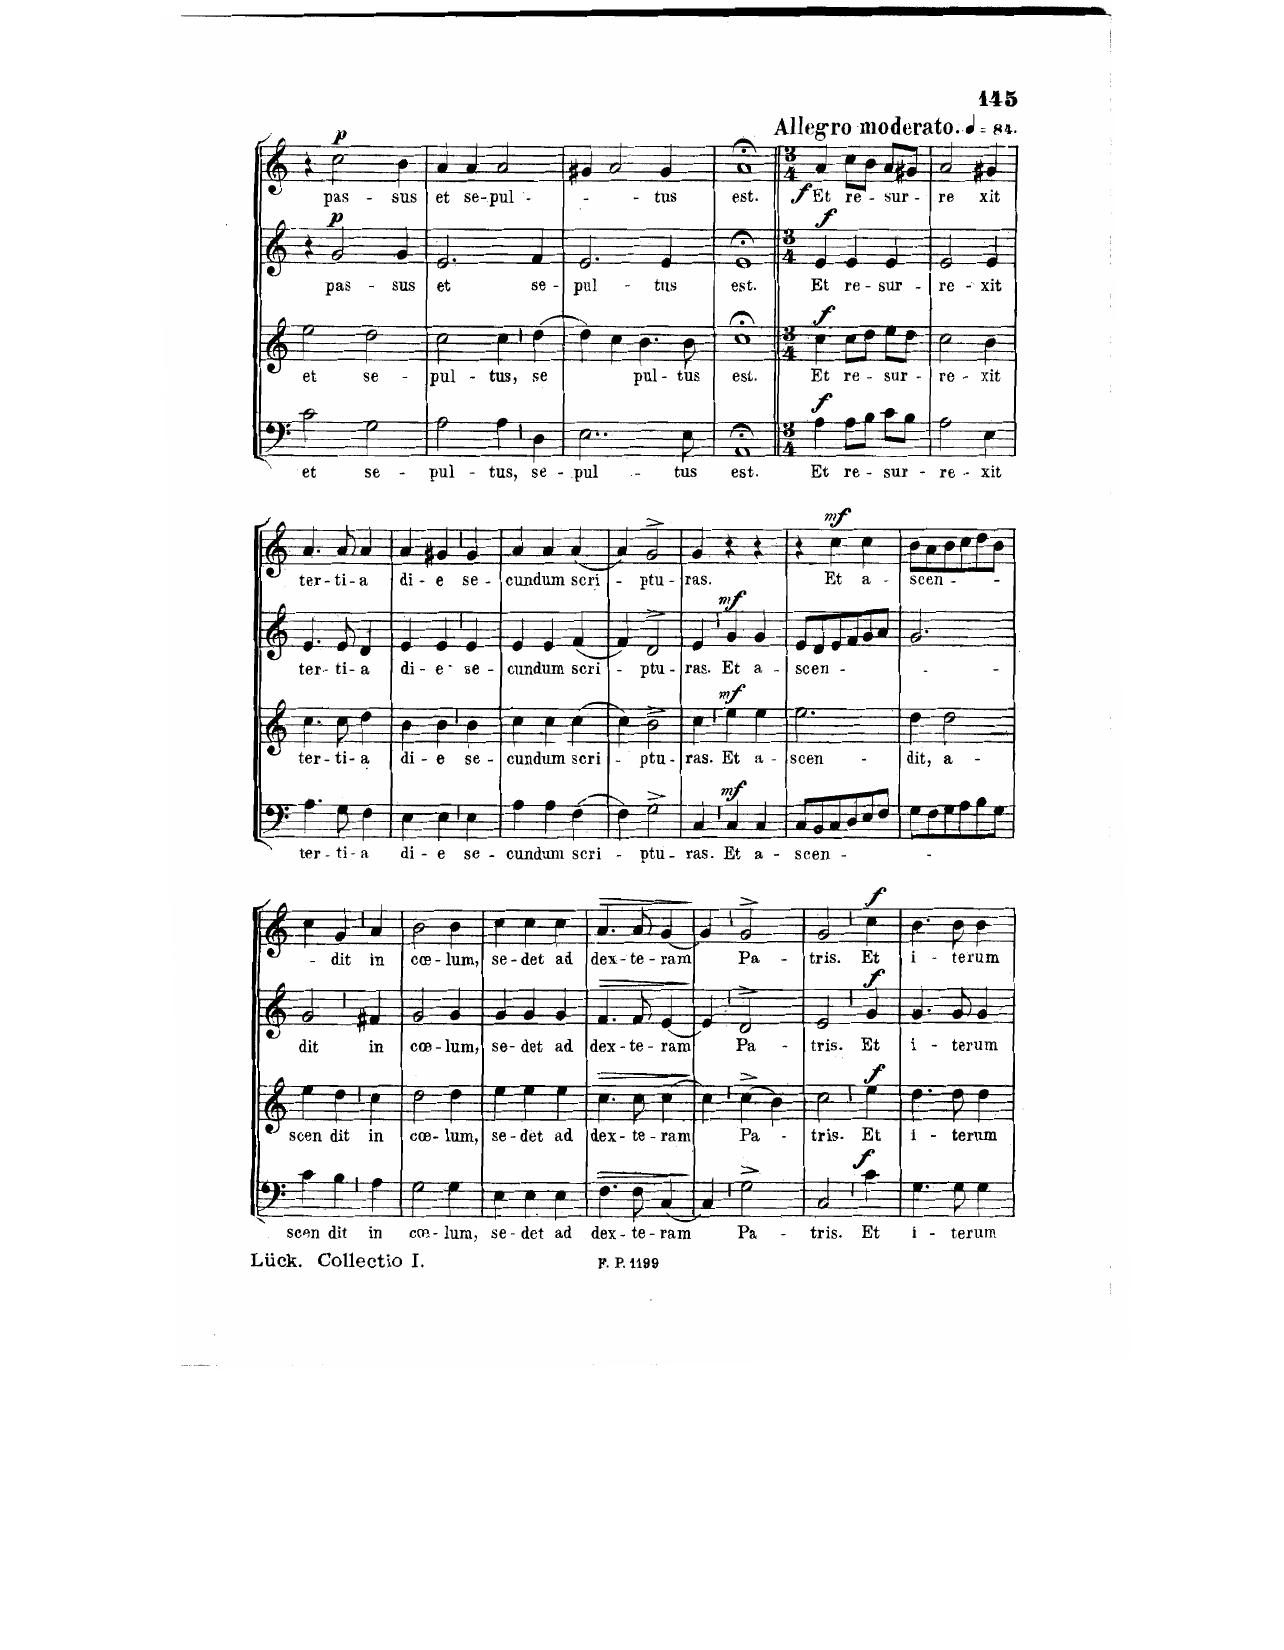 145
Allegro moderato. ♩ = 84.
p
pas - sus et se - pul - - - tus est. f Et re - sur - re xit
p f
pas - sus et se - pul - tus est. Et re - sur - re - xit
f
et se - pul - tus, se pul - tus est. Et re - sur - re - xit
f
et se - pul - tus, se - pul - tus est. Et re - sur - re - xit
mf
ter - ti - a di - e se - cundum scri - ptu - ras. Et a - scen - -
mf
ter - ti - a di - e se - cundum scri - ptu - ras. Et a - scen - - -
mf
ter - ti - a di - e se - cundum scri - ptu - ras. Et a - scen - dit, a -
mf
ter - ti - a di - e se - cundum scri - ptu - ras. Et a - scen - -
f
- dit in cœ - lum, se - det ad dex - te - ram Pa - tris. Et i - terum
f
dit in cœ - lum, se - det ad dex - te - ram Pa - tris. Et i - terum
f
scen dit in cœ - lum, se - det ad dex - te - ram Pa - tris. Et i - terum
f
scen dit in cœ - lum, se - det ad dex - te - ram Pa - tris. Et i - terum
Lück. Collectio I. F. P. 1199